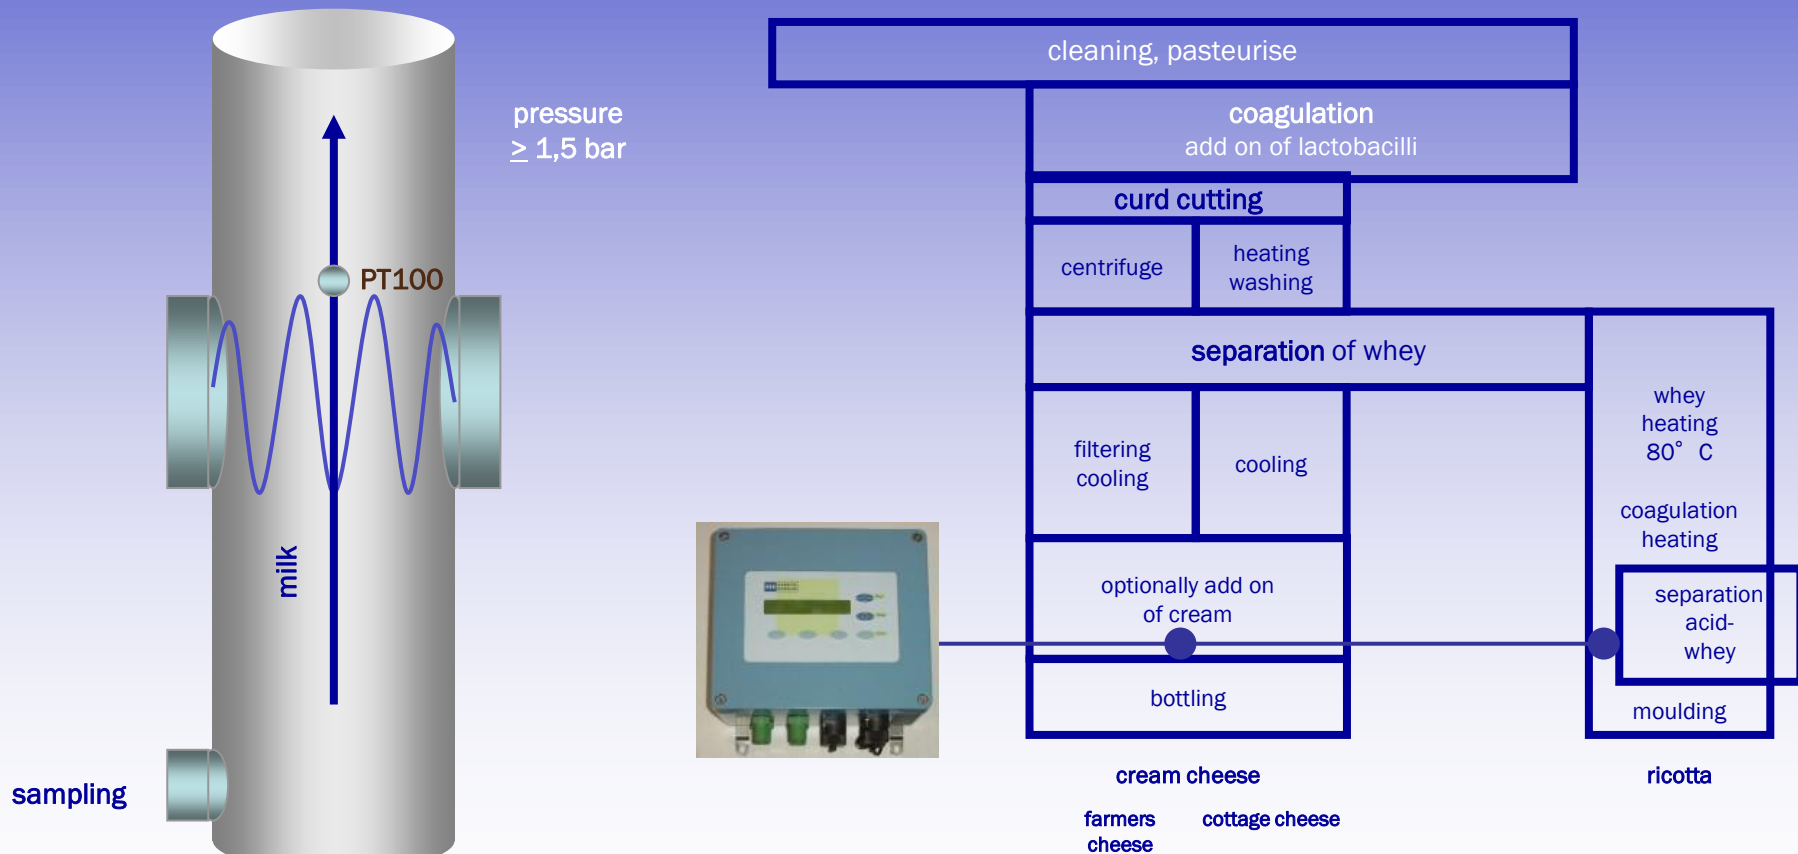 cleaning, pasteurise
pressure
≥ 1,5 bar
coagulation
add on of lactobacilli
curd cutting
centrifuge
heating
washing
PT100
separation of whey
filtering
cooling
cooling
whey
heating
80° C
coagulation
heating
milk
optionally add on
of cream
separation
acid-
whey
bottling
moulding
sampling
cream cheese
ricotta
farmers
cheese
cottage cheese